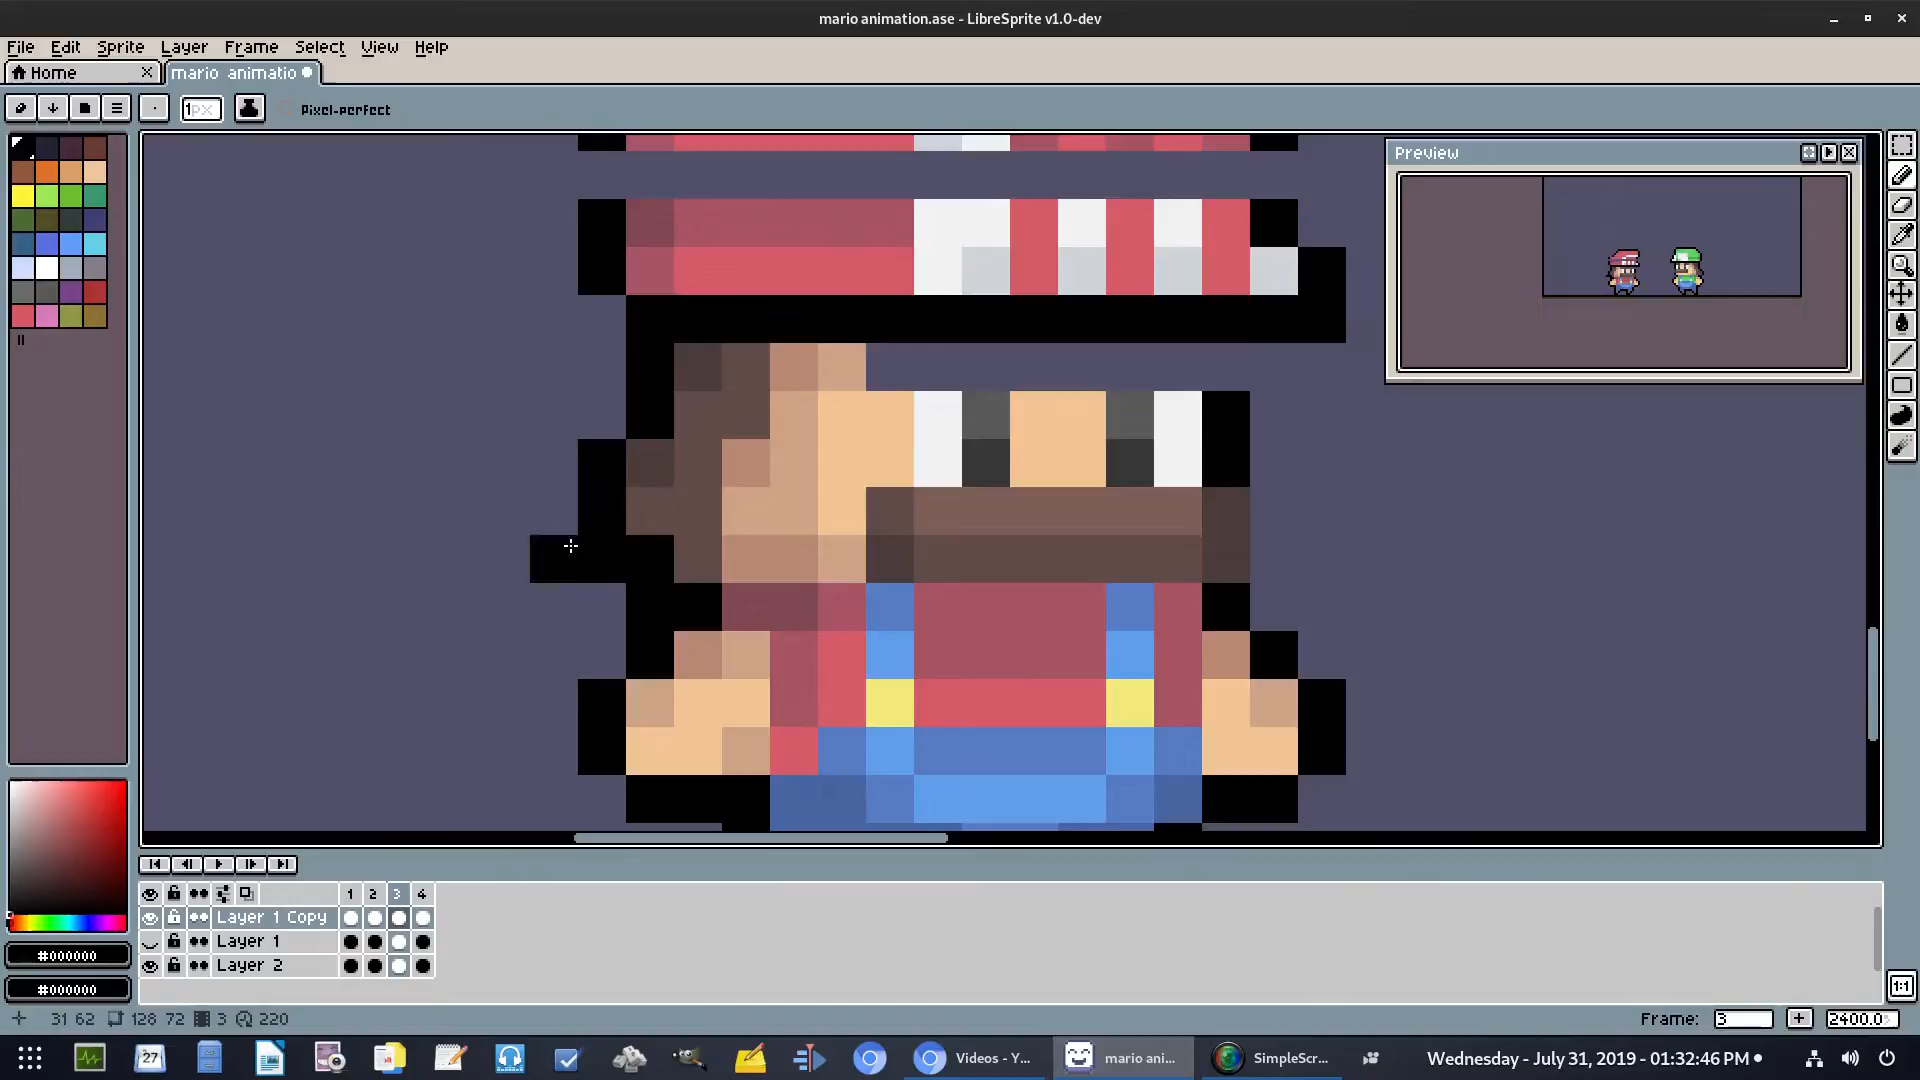 mario animation.ase - LibreSprite v1.0-dev
File Edit Sprite Layer Frame Select View Help
Home mario animatio
1px Pixel-perfect
Preview
1 2 3 4
Layer 1 Copy
Layer 1
Layer 2
#000000
#000000
1:1
31 62 128 72 3 220 Frame: 3 + 2400.0
27 Videos - Y... mario ani... SimpleScr... Wednesday - July 31, 2019 - 01:32:46 PM